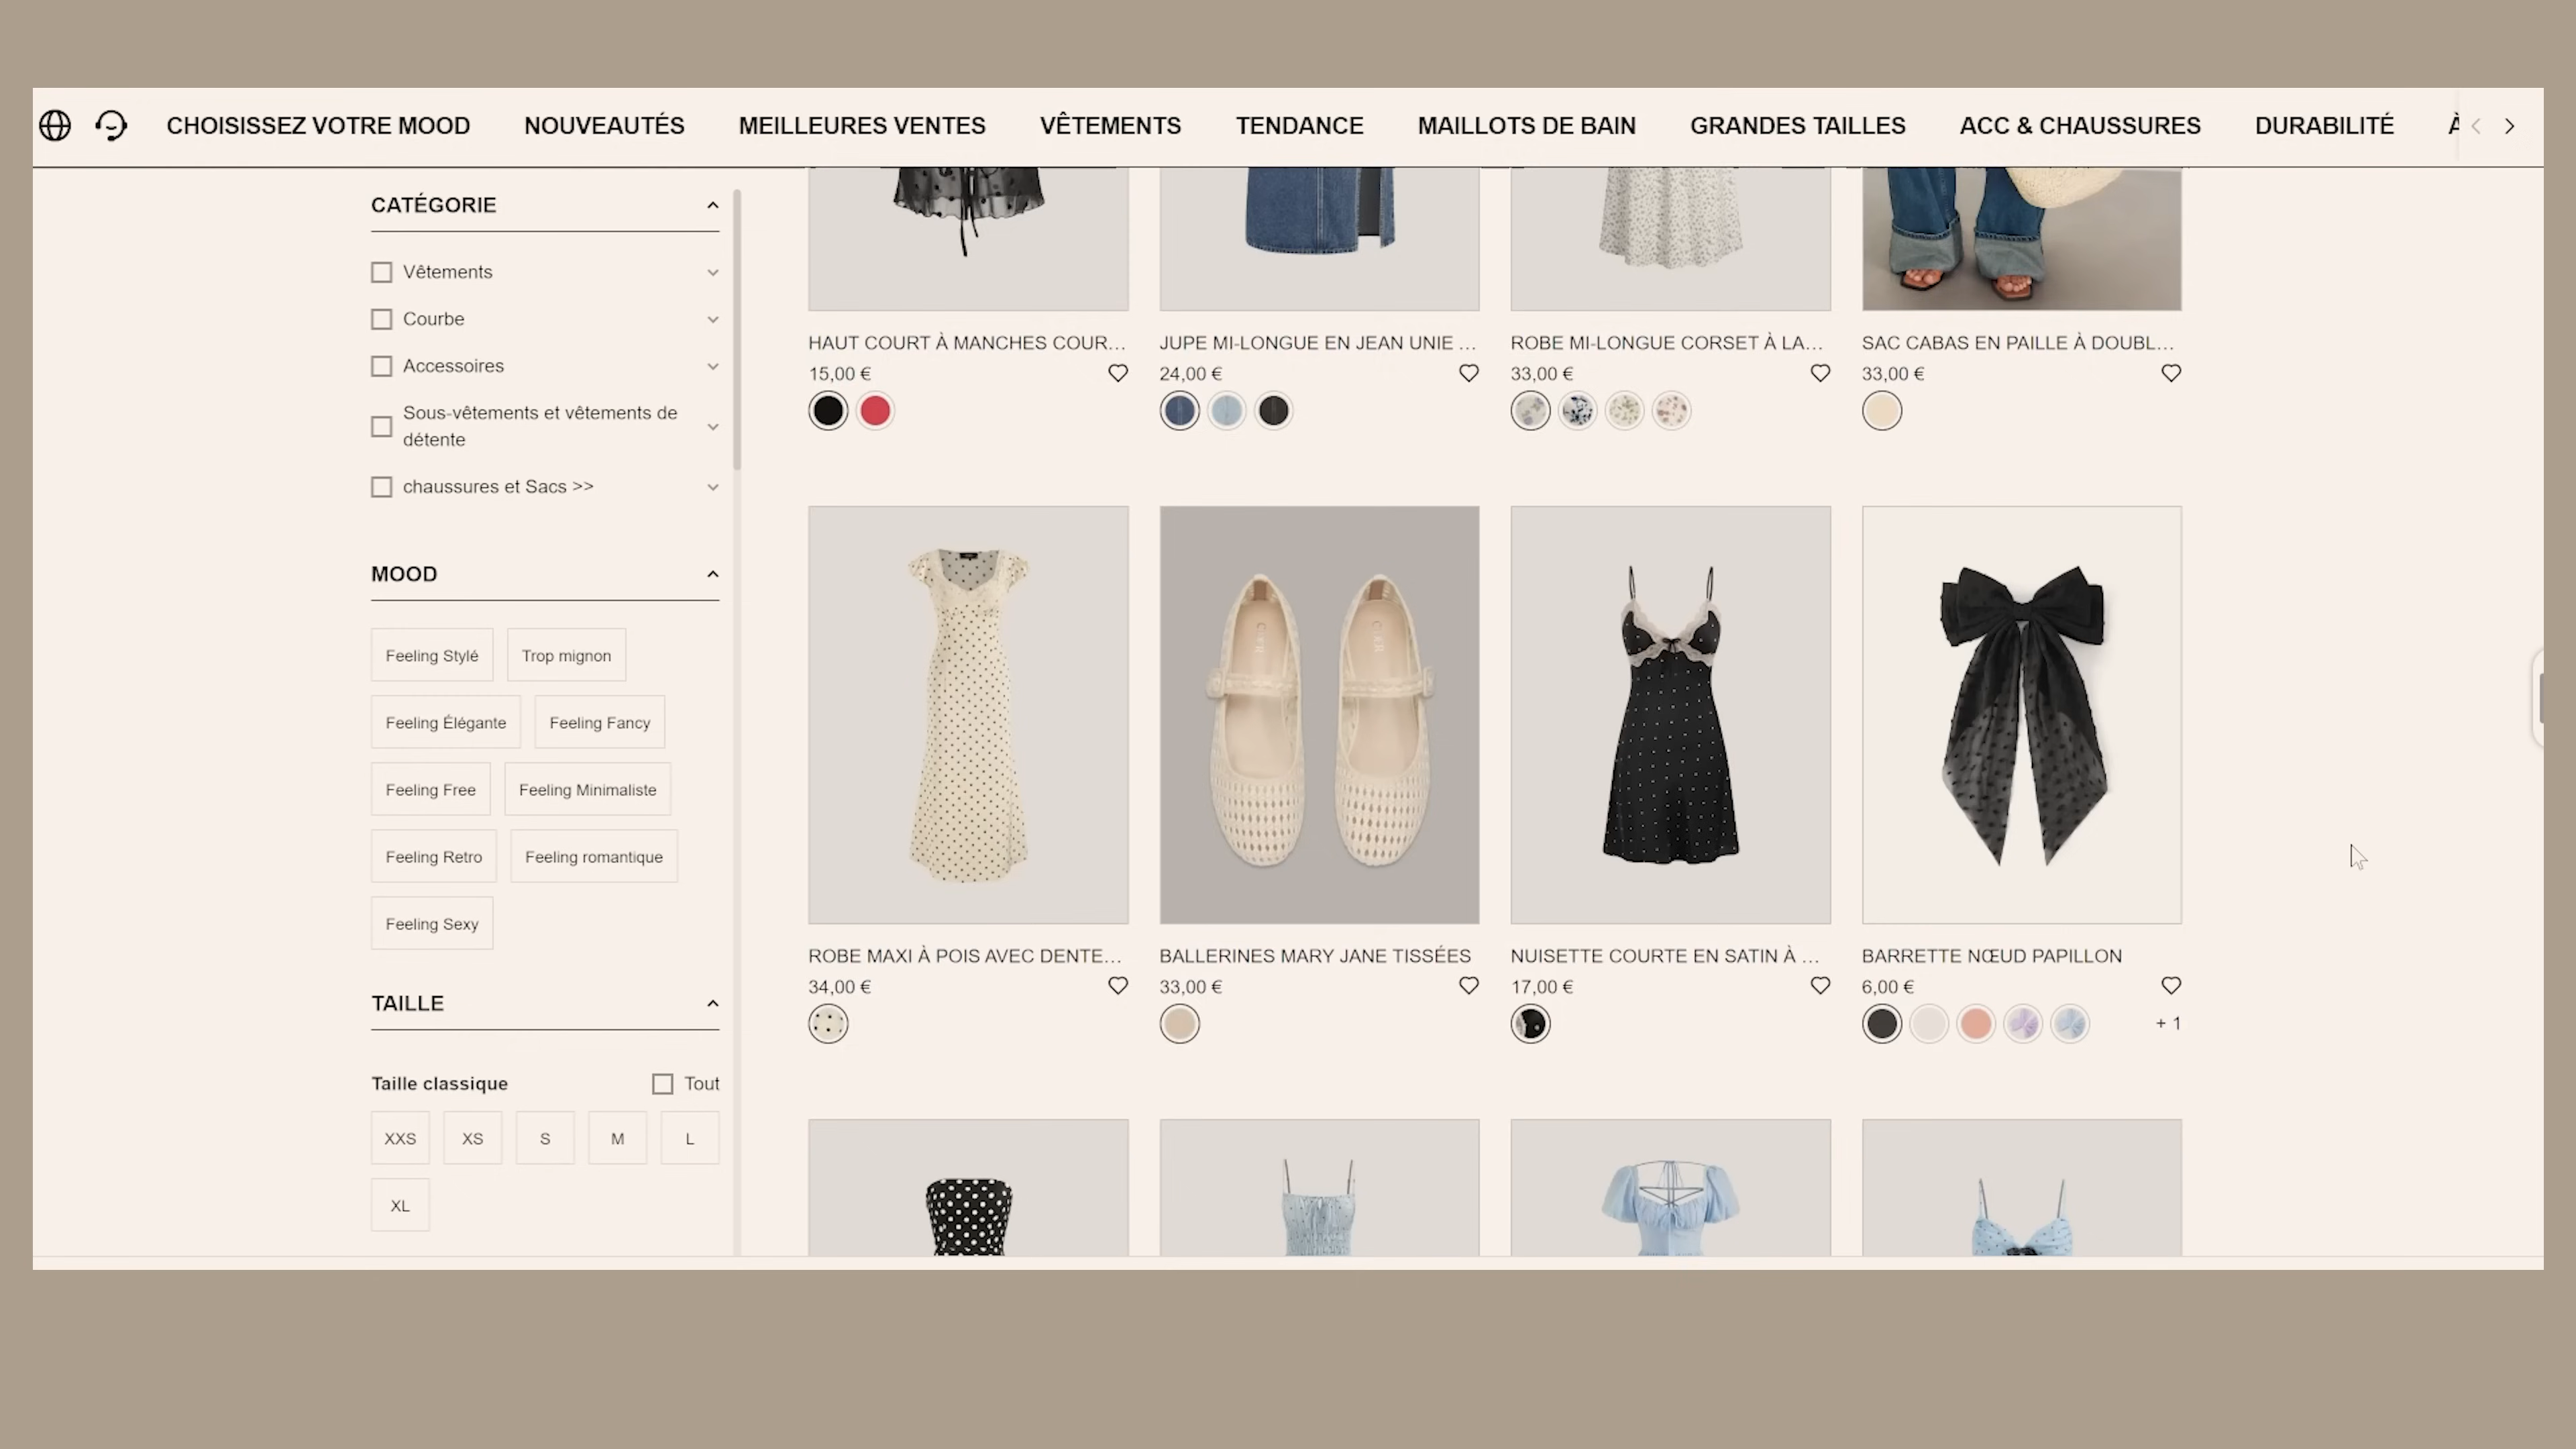 CHOISISSEZ VOTRE MOOD NOUVEAUTÉS MEILLEURES VENTES VÊTEMENTS TENDANCE MAILLOTS DE BAIN GRANDES TAILLES ACC & CHAUSSURES DURABILITÉ À
CATÉGORIE
Vêtements
Courbe
Accessoires
Sous-vêtements et vêtements de
détente
chaussures et Sacs >>
MOOD
Feeling Stylé
Trop mignon
Feeling Élégante
Feeling Fancy
Feeling Free
Feeling Minimaliste
Feeling Retro
Feeling romantique
Feeling Sexy
TAILLE
Taille classique
Tout
XXS XS S M L
XL
HAUT COURT À MANCHES COUR...
15,00 €
JUPE MI-LONGUE EN JEAN UNIE ...
24,00 €
ROBE MI-LONGUE CORSET À LA...
33,00 €
SAC CABAS EN PAILLE À DOUBL...
33,00 €
ROBE MAXI À POIS AVEC DENTE...
34,00 €
BALLERINES MARY JANE TISSÉES
33,00 €
NUISETTE COURTE EN SATIN À ...
17,00 €
BARRETTE NŒUD PAPILLON
6,00 €
+ 1